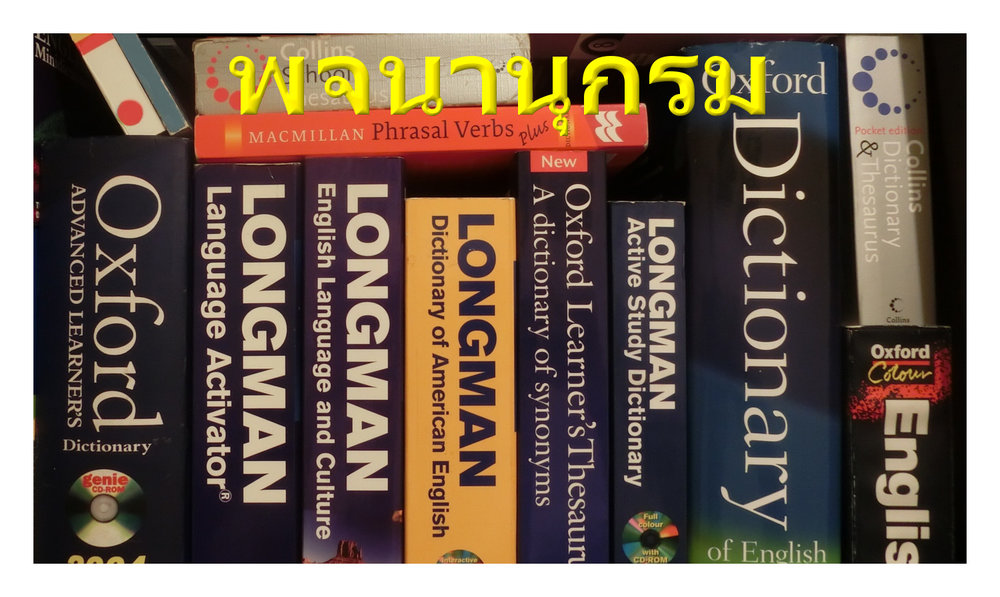 พจนานุกรม
Collins
School
Thesaurus
MACMILLAN Phrasal Verbs plus
Oxford
ADVANCED LEARNER'S
Dictionary
genie
CD-ROM
LONGMAN
Language Activator®
LONGMAN
English Language and Culture
LONGMAN
Dictionary of American English
Interactive
New
Oxford Learner's Thesauru
A dictionary of synonyms
LONGMAN
Active Study Dictionary
Full
colour
with
CD-ROM
Oxford
Dictionary
of English
Pocket edition
Collins
Dictionary
& Thesaurus
Collins
Oxford
Colour
Englis